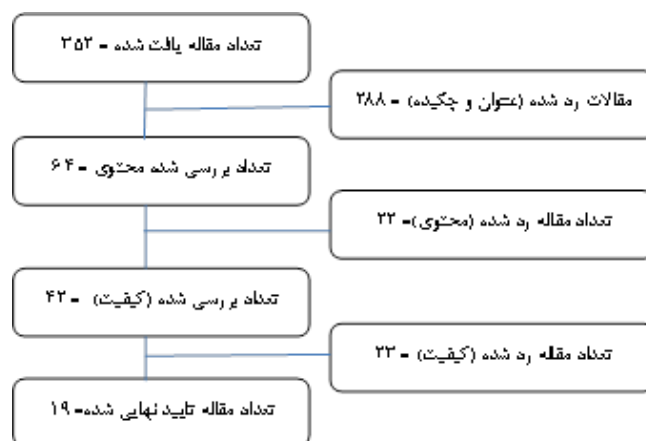 تعداد مقاله یافت شده = ۳۵۲
مقالات رد شده (عنوان و چکیده) = ۲۸۸
تعداد بررسی شده محتوی = ۶۴
تعداد مقاله رد شده (محتوی)= ۲۲
تعداد بررسی شده (کیفیت) = ۴۲
تعداد مقاله رد شده (کیفیت) = ۲۳
تعداد مقاله تایید نهایی شده= ۱۹